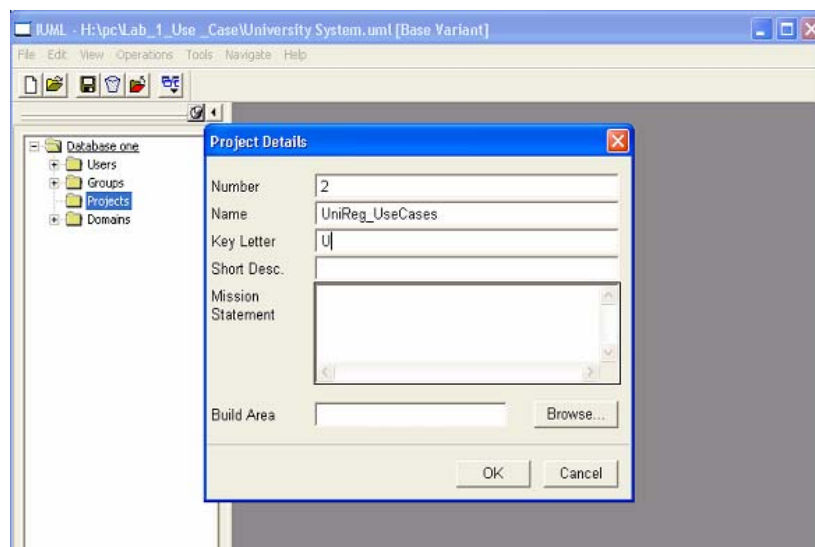 IUML - H:\pc\Lab_1_Use _Case\University System.uml [Base Variant]
File Edit View Operations Tools Navigate Help
Database one
Users
Groups
Projects
Domains
Project Details
Number 2
Name UniReg_UseCases
Key Letter U
Short Desc.
Mission
Statement
Build Area Browse...
OK Cancel